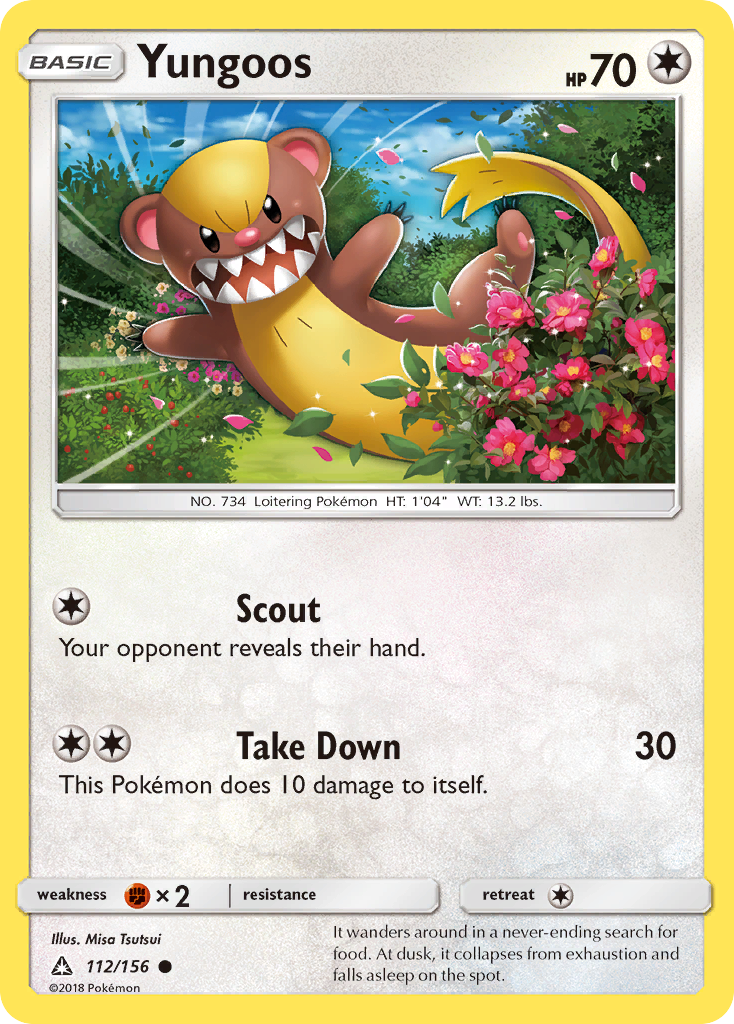 BASIC Yungoos HP 70
NO. 734 Loitering Pokémon HT: 1'04" WT: 13.2 lbs.
Scout
Your opponent reveals their hand.
Take Down 30
This Pokémon does 10 damage to itself.
weakness × 2 resistance retreat
Illus. Misa Tsutsui
112/156
©2018 Pokémon
It wanders around in a never-ending search for
food. At dusk, it collapses from exhaustion and
falls asleep on the spot.